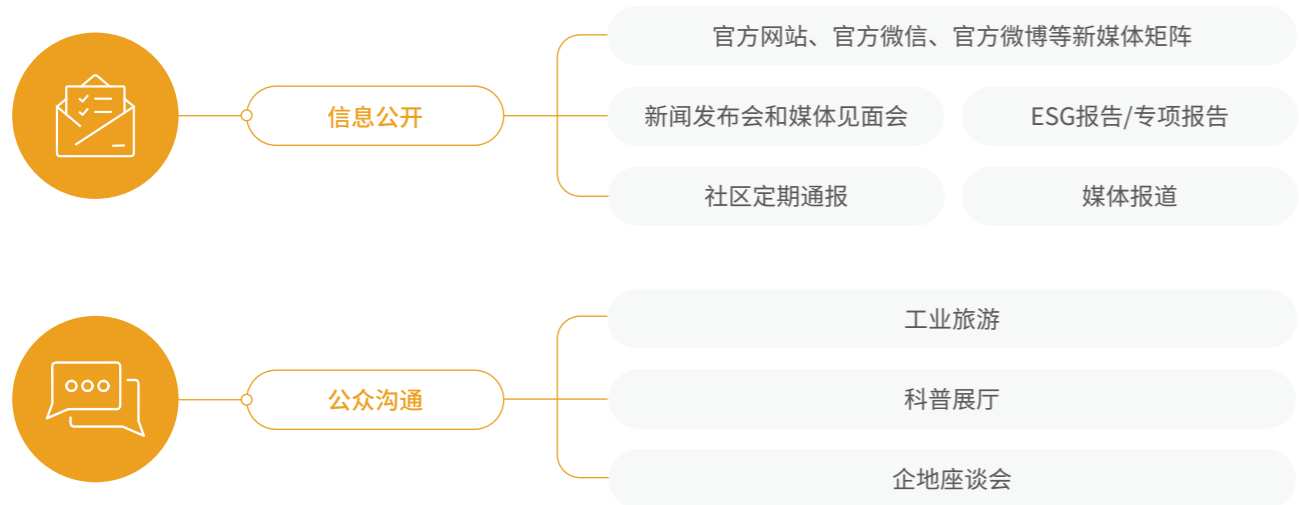 信息公开
官方网站、官方微信、官方微博等新媒体矩阵
新闻发布会和媒体见面会
ESG报告/专项报告
社区定期通报
媒体报道
公众沟通
工业旅游
科普展厅
企地座谈会